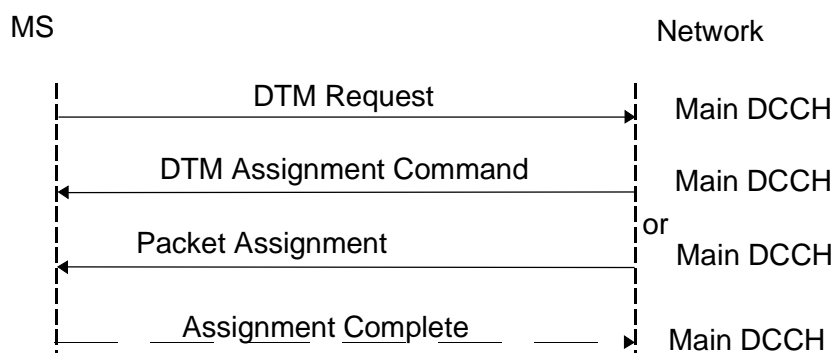 MS Network
DTM Request Main DCCH
DTM Assignment Command Main DCCH
or
Packet Assignment Main DCCH
Assignment Complete Main DCCH